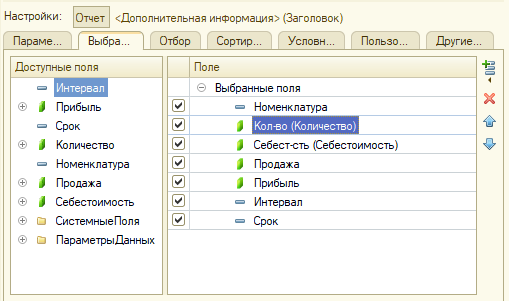 Настройки: Отчет <Дополнительная информация> (Заголовок)
Параме... Выбра... Отбор Сортир... Условн... Пользо... Другие...
Доступные поля
Интервал
Прибыль
Срок
Количество
Номенклатура
Продажа
Себестоимость
СистемныеПоля
ПараметрыДанных
Поле
Выбранные поля
Номенклатура
Кол-во (Количество)
Себест-сть (Себестоимость)
Продажа
Прибыль
Интервал
Срок